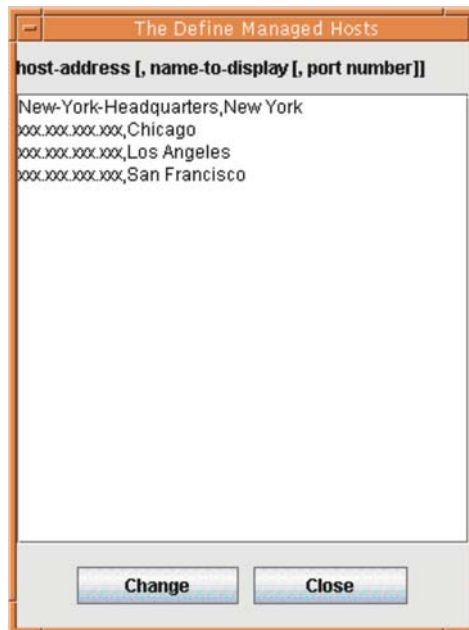 The Define Managed Hosts
host-address [, name-to-display [, port number]]
New-York-Headquarters,New York
xxx.xxx.xxx.xxx,Chicago
xxx.xxx.xxx.xxx,Los Angeles
xxx.xxx.xxx.xxx,San Francisco
Change Close